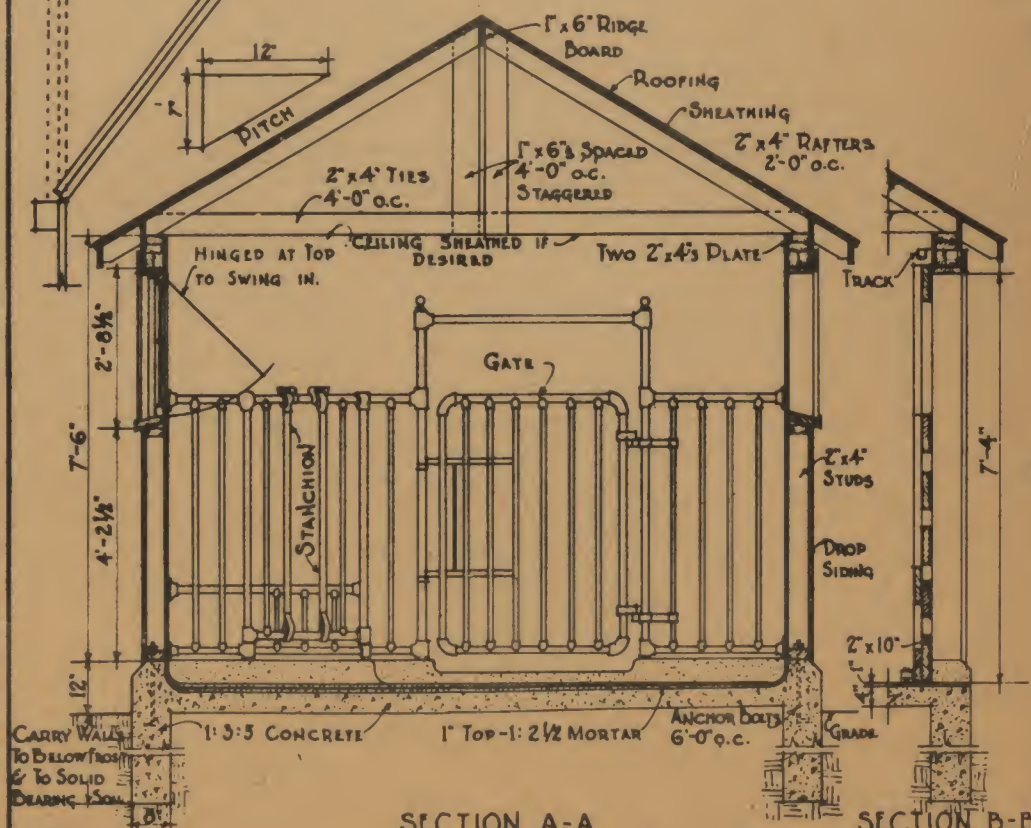 12"
7"
PITCH
1" x 6" RIDGE
BOARD
ROOFING
SHEATHING
2" x 4" RAFTERS
2'-0" O.C.
1" x 6"s SPACED
4'-0" O.C.
STAGGERED
2" x 4" TIES
4'-0" O.C.
CEILING SHEATHED IF
DESIRED
HINGED AT TOP
TO SWING IN.
TWO 2" x 4"s PLATE
TRACK
GATE
STANCHION
2'-8½"
7'-6"
4'-2½"
12"
2" x 4"
STUDS
DROP
SIDING
7'-4"
2" x 10"
4"
CARRY WALLS
TO BELOW FROST
& TO SOLID
BEARING SOIL
8"
1:3:5 CONCRETE
1" TOP - 1:2½ MORTAR
ANCHOR BOLTS
6'-0" O.C.
GRADE
SECTION A-A
SECTION B-B